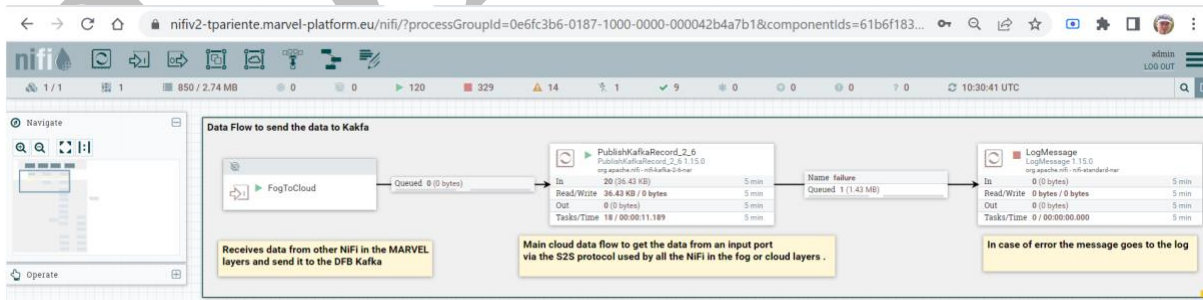 nifiv2-tpariente.marvel-platform.eu/nifi/?processGroupId=0e6fc3b6-0187-1000-0000-000042b4a7b1&componentIds=61b6f183...
nifi
admin
LOG OUT
1 / 1 1 850 / 2.74 MB 0 0 120 329 14 1 9 0 0 0 ? 0 10:30:41 UTC
Navigate
Operate
Data Flow to send the data to Kakfa
FogToCloud
Queued 0 (0 bytes)
PublishKafkaRecord_2_6
PublishKafkaRecord_2_6 1.15.0
org.apache.nifi - nifi-kafka-2-6-nar
In 20 (36.43 KB) 5 min
Read/Write 36.43 KB / 0 bytes 5 min
Out 0 (0 bytes) 5 min
Tasks/Time 18 / 00:00:11.189 5 min
Name failure
Queued 1 (1.43 MB)
LogMessage
LogMessage 1.15.0
org.apache.nifi - nifi-standard-nar
In 0 (0 bytes) 5 min
Read/Write 0 bytes / 0 bytes 5 min
Out 0 (0 bytes) 5 min
Tasks/Time 0 / 00:00:00.000 5 min
Receives data from other NiFi in the MARVEL
layers and send it to the DFB Kafka
Main cloud data flow to get the data from an input port
via the S2S protocol used by all the NiFi in the fog or cloud layers .
In case of error the message goes to the log